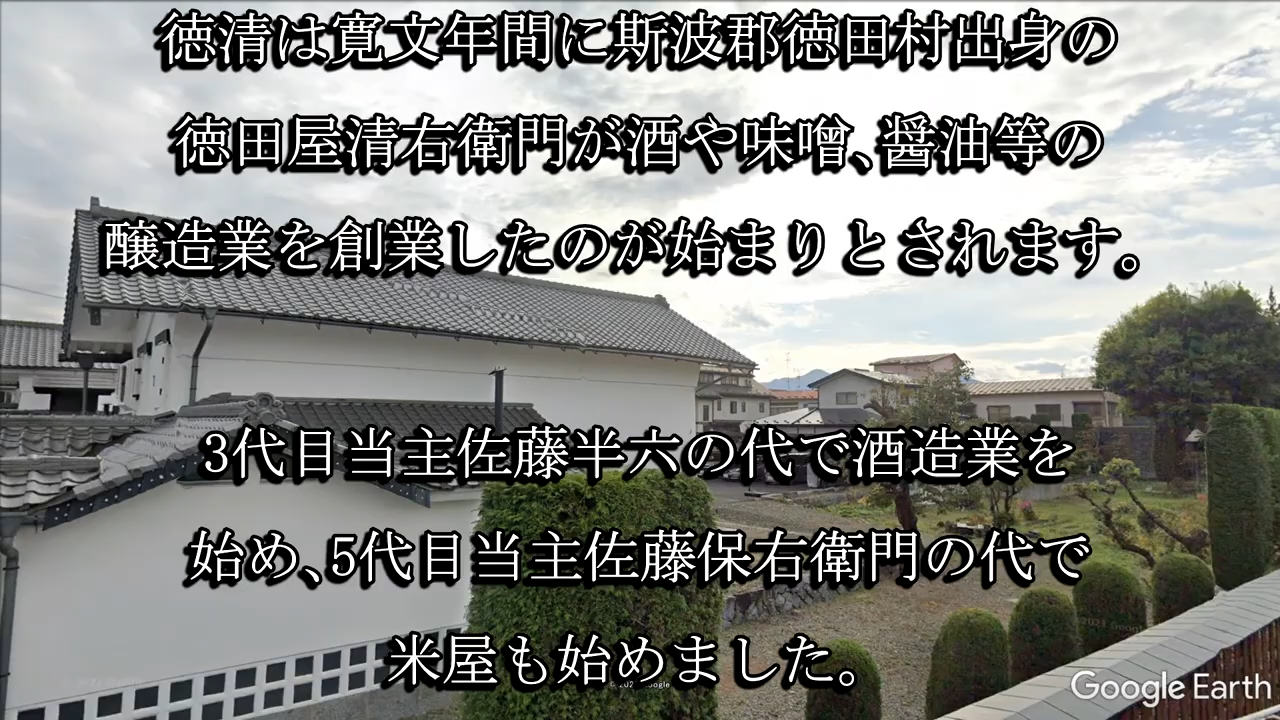 徳清は寛文年間に斯波郡徳田村出身の
徳田屋清右衛門が酒や味噌、醤油等の
醸造業を創業したのが始まりとされます。
3代目当主佐藤半六の代で酒造業を
始め、5代目当主佐藤保右衛門の代で
米屋も始めました。
Google Earth